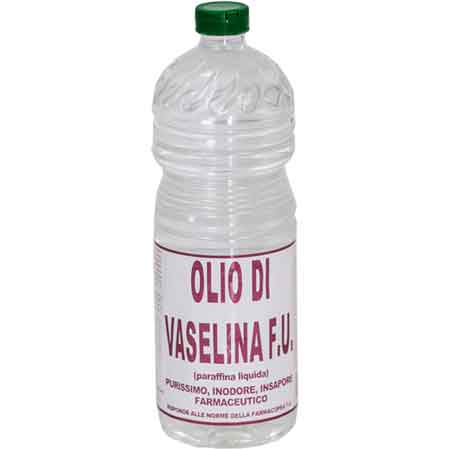 OLIO DI
VASELINA F.U.
(paraffina liquida)
PURISSIMO, INODORE, INSAPORE
FARMACEUTICO
RISPONDE ALLE NORME DELLA FARMACOPEA